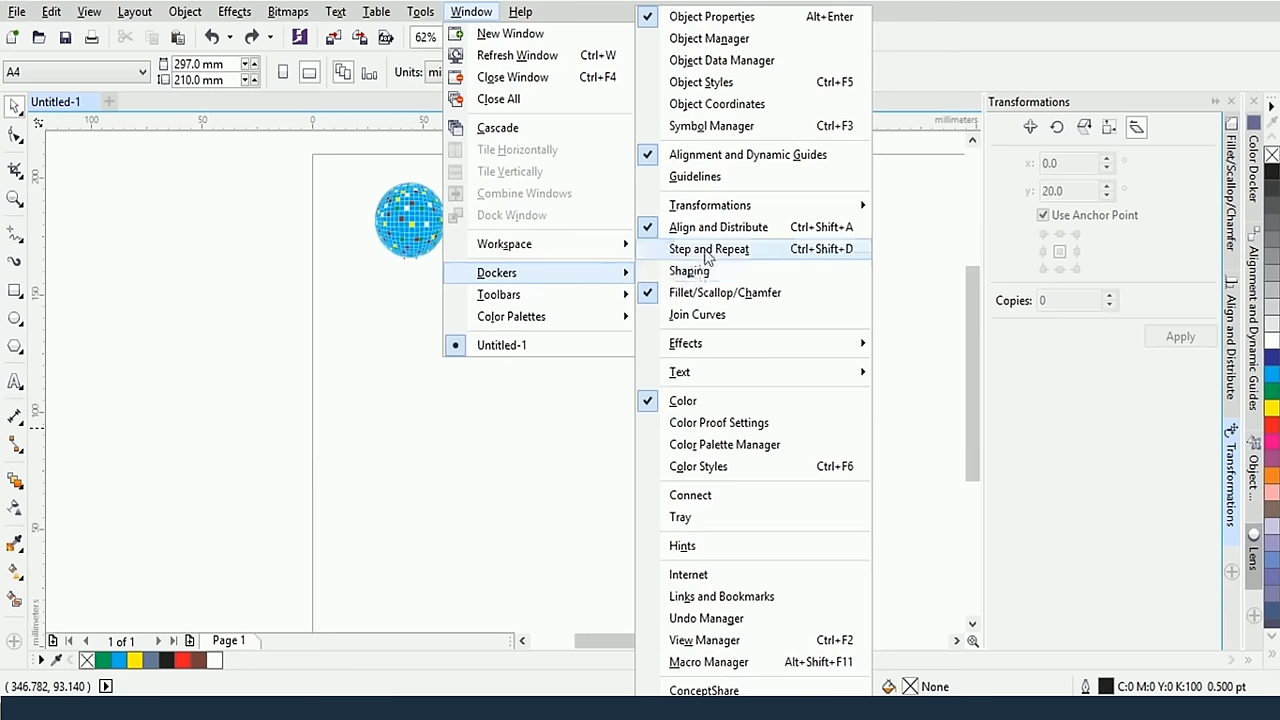 File Edit View Layout Object Effects Bitmaps Text Table Tools Window Help
62%
A4
297.0 mm
210.0 mm
Units: mi
Untitled-1
100 50 0 50
millimeters
200
150
100
50
millimeters
New Window
Refresh Window Ctrl+W
Close Window Ctrl+F4
Close All
Cascade
Tile Horizontally
Tile Vertically
Combine Windows
Dock Window
Workspace
Dockers
Toolbars
Color Palettes
Untitled-1
Object Properties Alt+Enter
Object Manager
Object Data Manager
Object Styles Ctrl+F5
Object Coordinates
Symbol Manager Ctrl+F3
Alignment and Dynamic Guides
Guidelines
Transformations
Align and Distribute Ctrl+Shift+A
Step and Repeat Ctrl+Shift+D
Shaping
Fillet/Scallop/Chamfer
Join Curves
Effects
Text
Color
Color Proof Settings
Color Palette Manager
Color Styles Ctrl+F6
Connect
Tray
Hints
Internet
Links and Bookmarks
Undo Manager
View Manager Ctrl+F2
Macro Manager Alt+Shift+F11
ConceptShare
Transformations
x: 0.0 °
y: 20.0 °
Use Anchor Point
Copies: 0
Apply
Fillet/Scallop/Chamfer
Align and Distribute
Transformations
Color Docker
Alignment and Dynamic Guides
Object ...
Lens
1 of 1
Page 1
( 346.782, 93.140 )
None
C:0 M:0 Y:0 K:100 0.500 pt